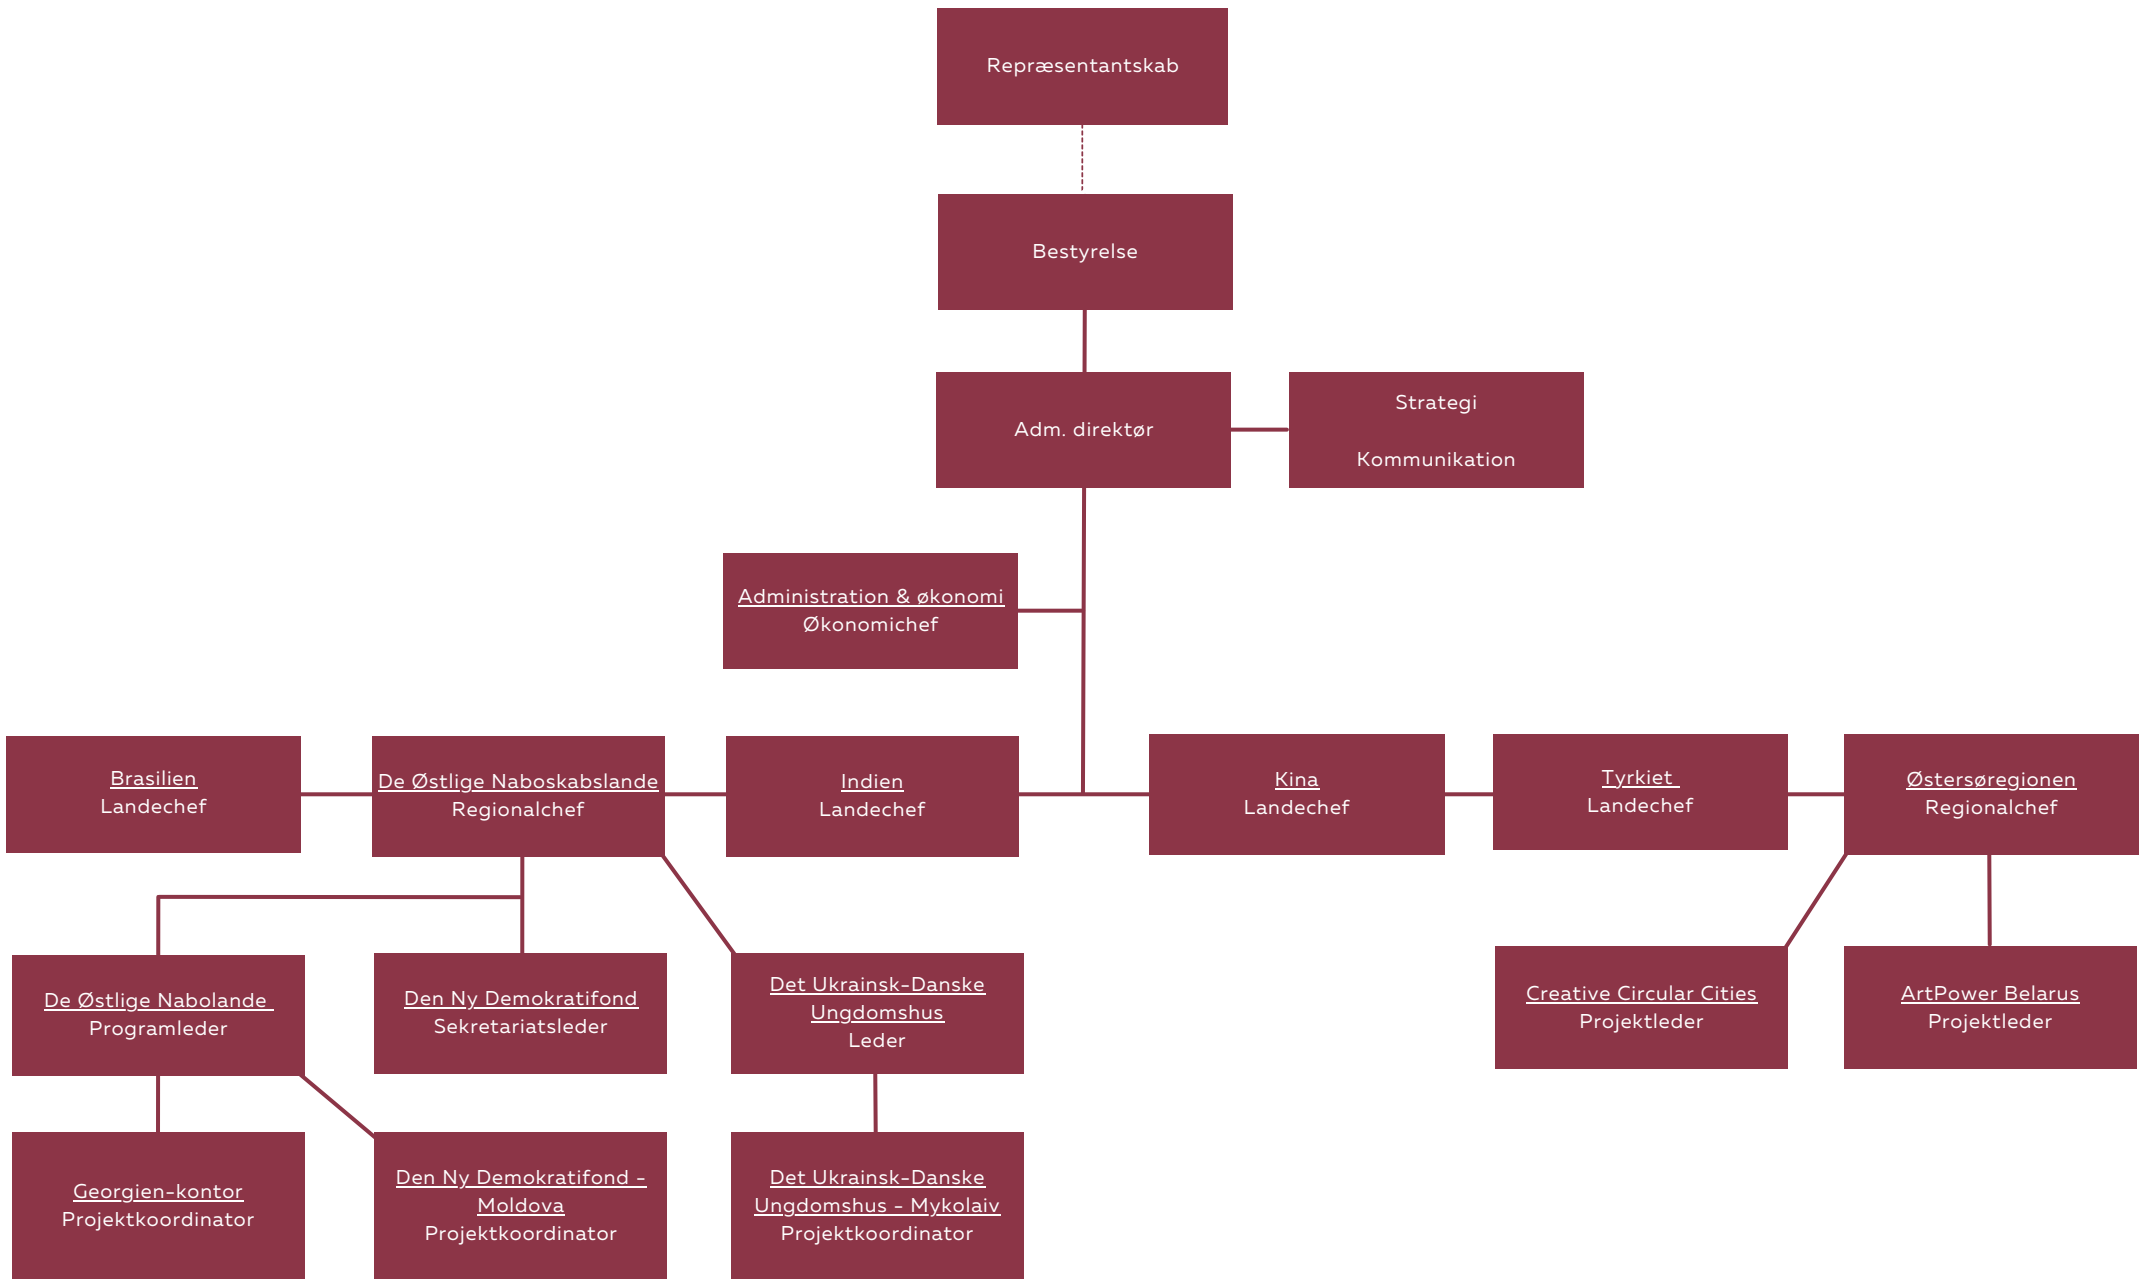 Repræsentantskab
Bestyrelse
Adm. direktør
Strategi
Kommunikation
Administration & økonomi
Økonomichef
Brasilien
Landechef
De Østlige Naboskabslande
Regionalchef
Indien
Landechef
Kina
Landechef
Tyrkiet
Landechef
Østersøregionen
Regionalchef
De Østlige Nabolande
Programleder
Den Ny Demokratifond
Sekretariatsleder
Det Ukrainsk-Danske
Ungdomshus
Leder
Creative Circular Cities
Projektleder
ArtPower Belarus
Projektleder
Georgien-kontor
Projektkoordinator
Den Ny Demokratifond -
Moldova
Projektkoordinator
Det Ukrainsk-Danske
Ungdomshus - Mykolaiv
Projektkoordinator